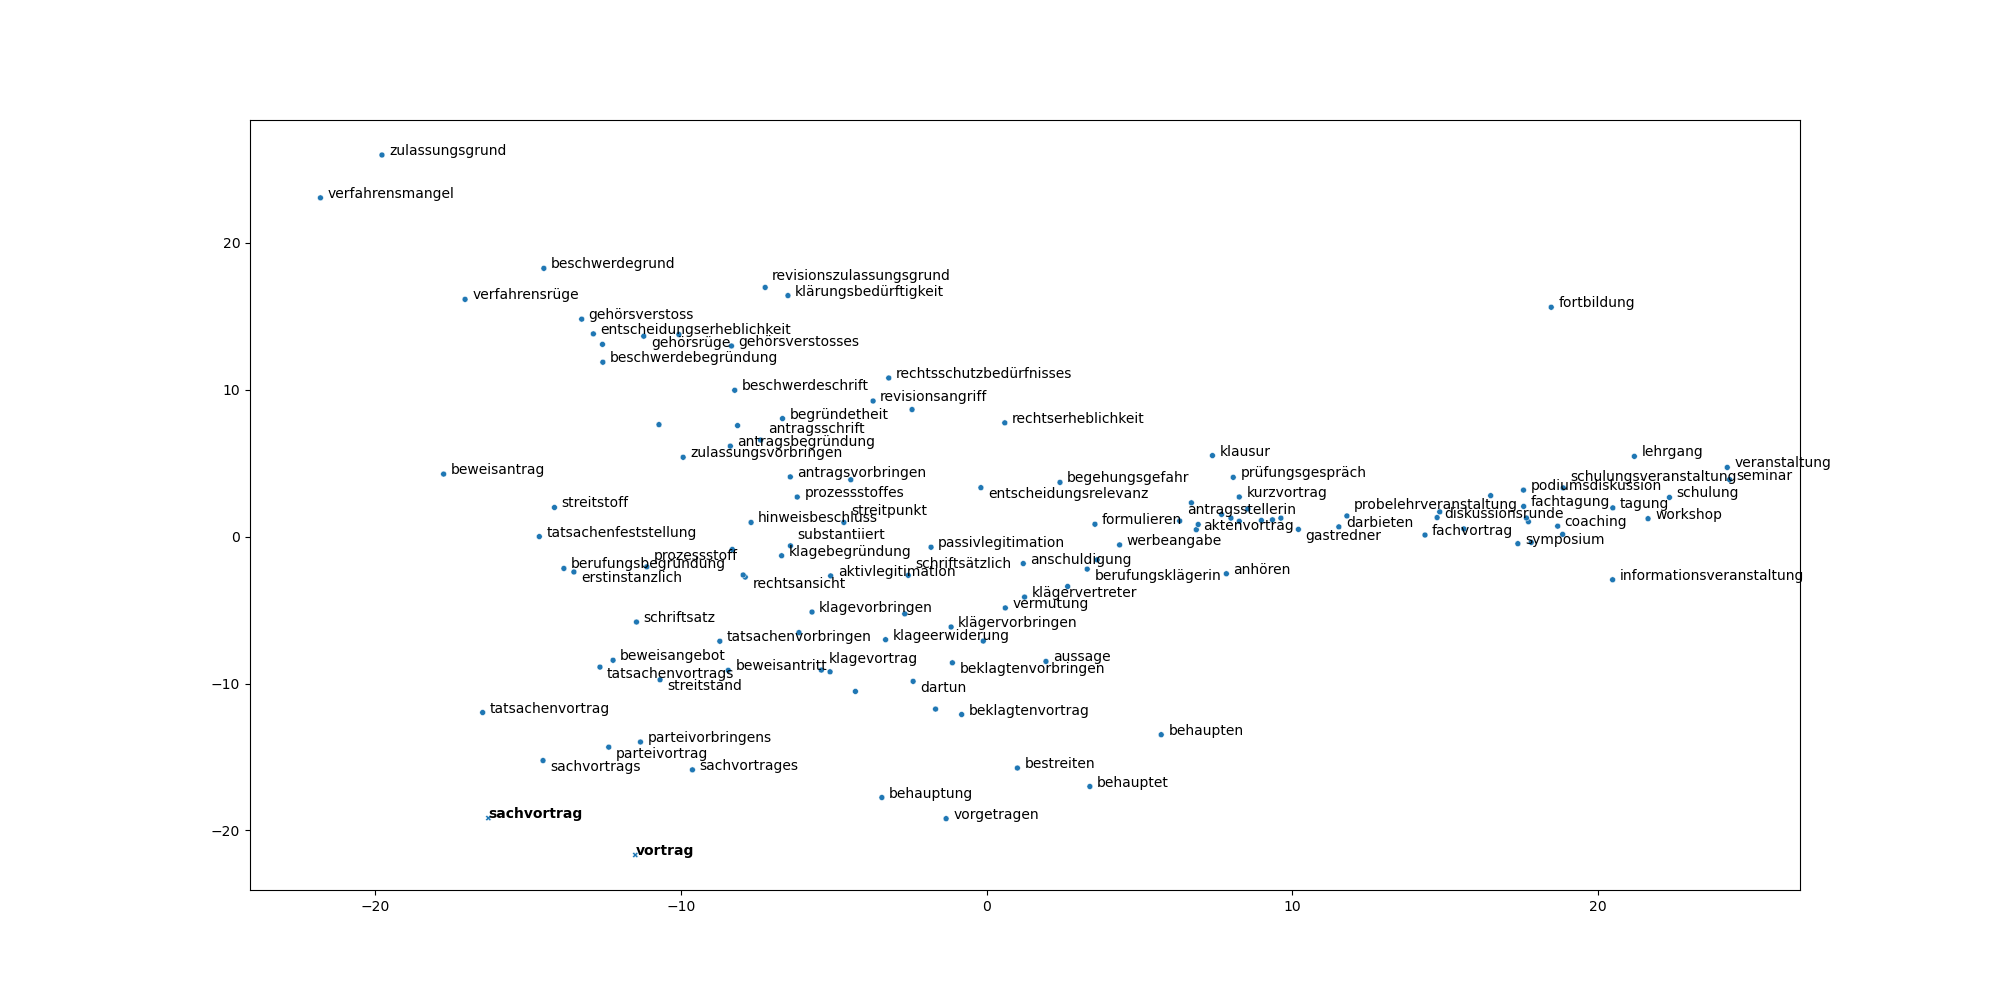 zulassungsgrund
verfahrensmangel
20
beschwerdegrund
revisionszulassungsgrund
klärungsbedürftigkeit
verfahrensrüge
fortbildung
gehörsverstoss
entscheidungserheblichkeit
gehörsrüge
gehörsverstosses
beschwerdebegründung
10
rechtsschutzbedürfnisses
beschwerdeschrift
revisionsangriff
begründetheit
rechtserheblichkeit
antragsschrift
antragsbegründung
zulassungsvorbringen
klausur
lehrgang
veranstaltung
beweisantrag
antragsvorbringen
begehungsgefahr
prüfungsgespräch
schulungsveranstaltung
seminar
podiumsdiskussion
prozessstoffes
entscheidungsrelevanz
kurzvortrag
schulung
streitstoff
probelehrveranstaltung
fachtagung
tagung
streitpunkt
antragsstellerin
diskussionsrunde
workshop
hinweisbeschluss
formulieren
aktenvortrag
darbieten
coaching
0
tatsachenfeststellung
substantiiert
gastredner
fachvortrag
symposium
passivlegitimation
werbeangabe
prozessstoff
klagebegründung
berufungsbegründung
schriftsätzlich
anschuldigung
erstinstanzlich
rechtsansicht
aktivlegitimation
berufungsklägerin
anhören
informationsveranstaltung
klägervertreter
klagevorbringen
vermutung
schriftsatz
klägervorbringen
tatsachenvorbringen
klageerwiderung
beweisangebot
beweisantritt
klagevortrag
aussage
tatsachenvortrags
beklagtenvorbringen
−10
streitstand
dartun
tatsachenvortrag
beklagtenvortrag
behaupten
parteivorbringens
parteivortrag
sachvortrags
sachvortrages
bestreiten
behauptet
behauptung
sachvortrag
vorgetragen
−20
vortrag
−20 −10 0 10 20